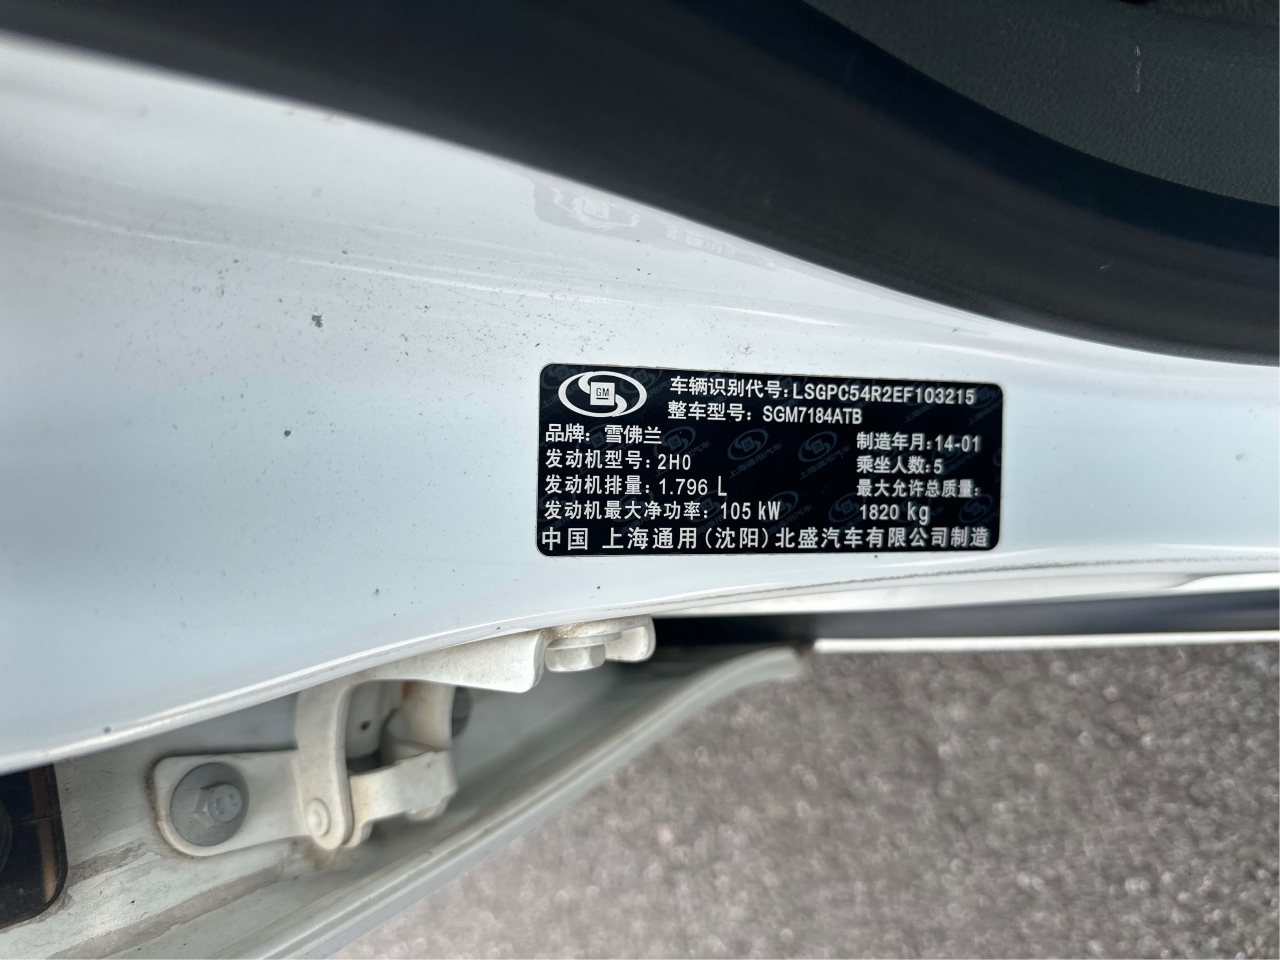 GM
车辆识别代号:LSGPC54R2EF103215
整车型号: SGM7184ATB
品牌: 雪佛兰
制造年月:14-01
发动机型号: 2H0
乘坐人数:5
发动机排量: 1.796 L
最大允许总质量:
发动机最大净功率: 105 kW
1820 kg
中国 上海通用(沈阳)北盛汽车有限公司制造